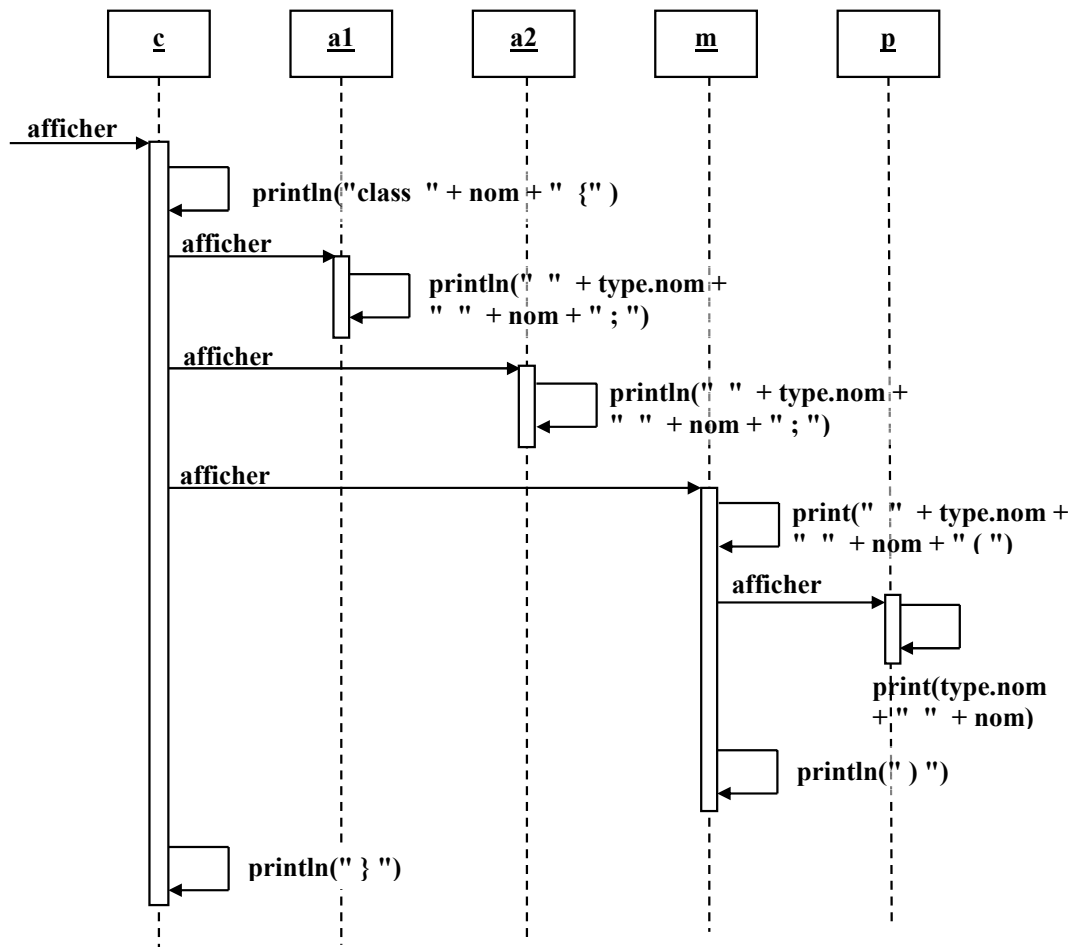 c a1 a2 m p
afficher
println("class " + nom + " {" )
afficher
println(" " + type.nom +
" " + nom + " ; ")
afficher
println(" " + type.nom +
" " + nom + " ; ")
afficher
print(" " + type.nom +
" " + nom + " ( ")
afficher
print(type.nom
+ " " + nom)
println(" ) ")
println(" } ")